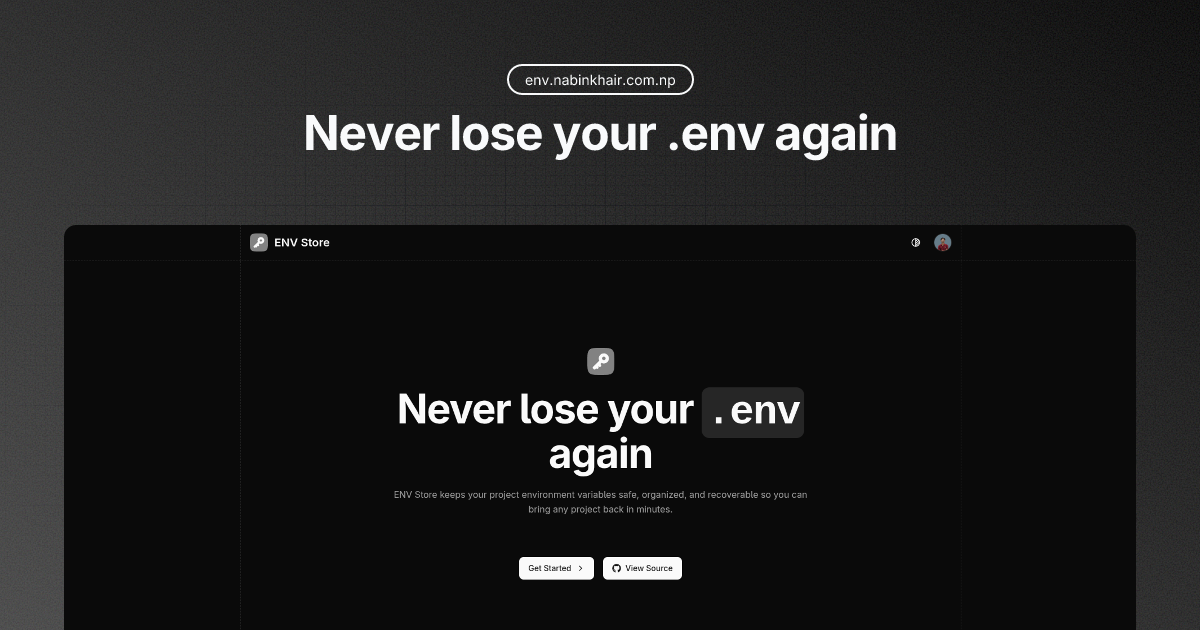 env.nabinkhair.com.np
Never lose your .env again
ENV Store
Never lose your .env
again
ENV Store keeps your project environment variables safe, organized, and recoverable so you can
bring any project back in minutes.
Get Started
View Source